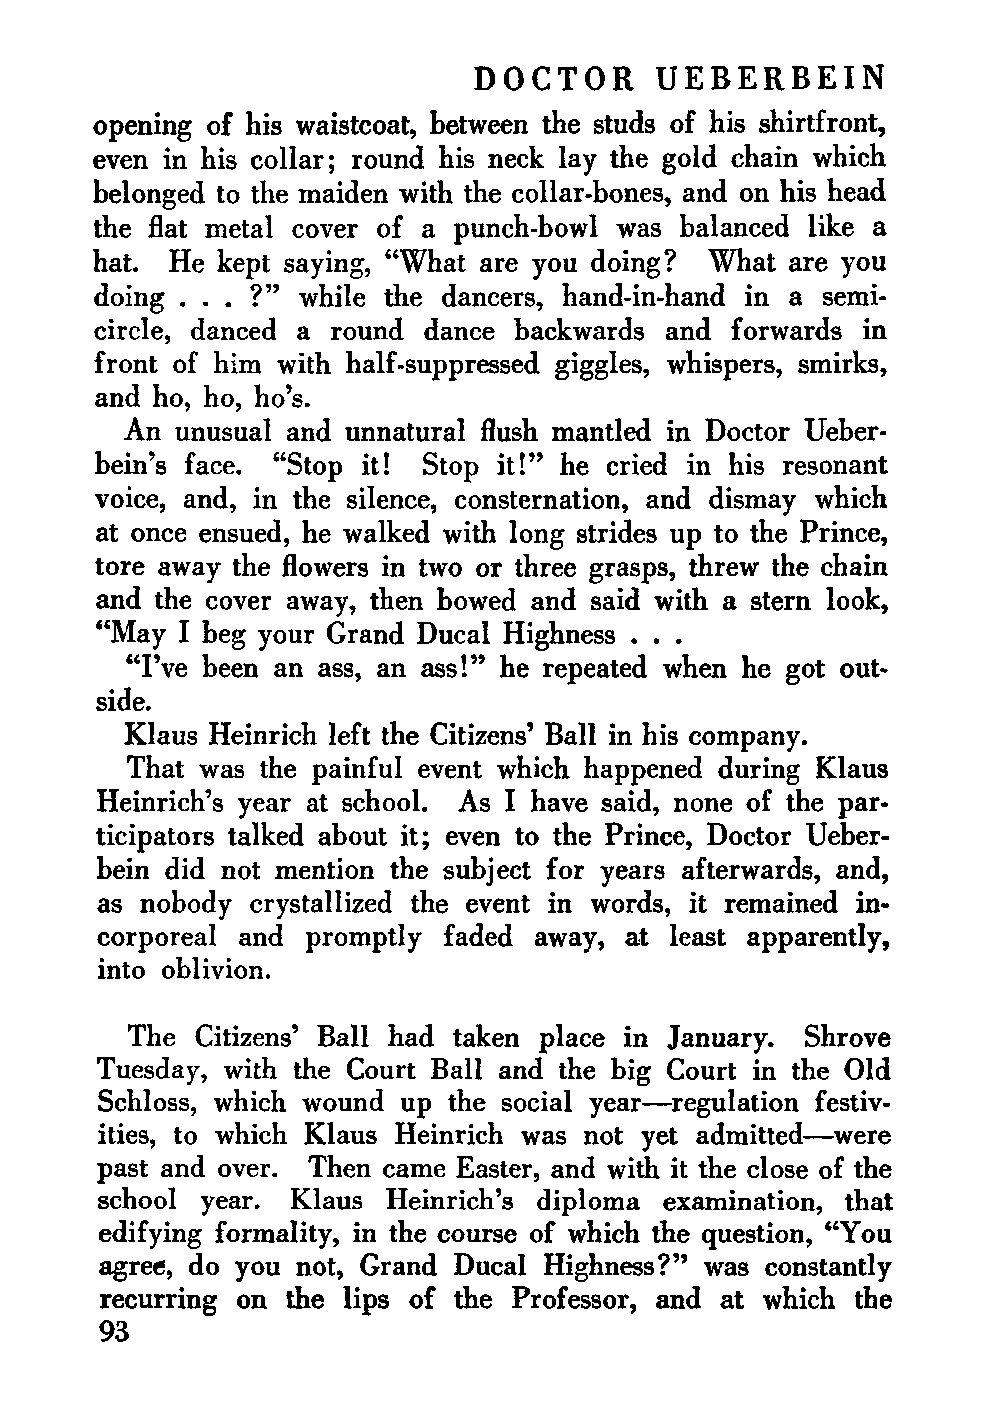 DOCTOR UEBERBEIN
opening of his waistcoat, between the studs of his shirtfront,
even in his collar; round his neck lay the gold chain which
belonged to the maiden with the collar-bones, and on his head
the flat metal cover of a punch-bowl was balanced like a
hat. He kept saying, “What are you doing? What are you
doing . . . ?” while the dancers, hand-in-hand in a semi-
circle, danced a round dance backwards and forwards in
front of him with half-suppressed giggles, whispers, smirks,
and ho, ho, ho’s.
An unusual and unnatural flush mantled in Doctor Ueber-
bein’s face. “Stop it! Stop it!” he cried in his resonant
voice, and, in the silence, consternation, and dismay which
at once ensued, he walked with long strides up to the Prince,
tore away the flowers in two or three grasps, threw the chain
and the cover away, then bowed and said with a stern look,
“May I beg your Grand Ducal Highness . . .
“I’ve been an ass, an ass!” he repeated when he got out-
side.
Klaus Heinrich left the Citizens’ Ball in his company.
That was the painful event which happened during Klaus
Heinrich’s year at school. As I have said, none of the par-
ticipators talked about it; even to the Prince, Doctor Ueber-
bein did not mention the subject for years afterwards, and,
as nobody crystallized the event in words, it remained in-
corporeal and promptly faded away, at least apparently,
into oblivion.
The Citizens’ Ball had taken place in January. Shrove
Tuesday, with the Court Ball and the big Court in the Old
Schloss, which wound up the social year—regulation festiv-
ities, to which Klaus Heinrich was not yet admitted—were
past and over. Then came Easter, and with it the close of the
school year. Klaus Heinrich’s diploma examination, that
edifying formality, in the course of which the question, “You
agree, do you not, Grand Ducal Highness?” was constantly
recurring on the lips of the Professor, and at which the
93